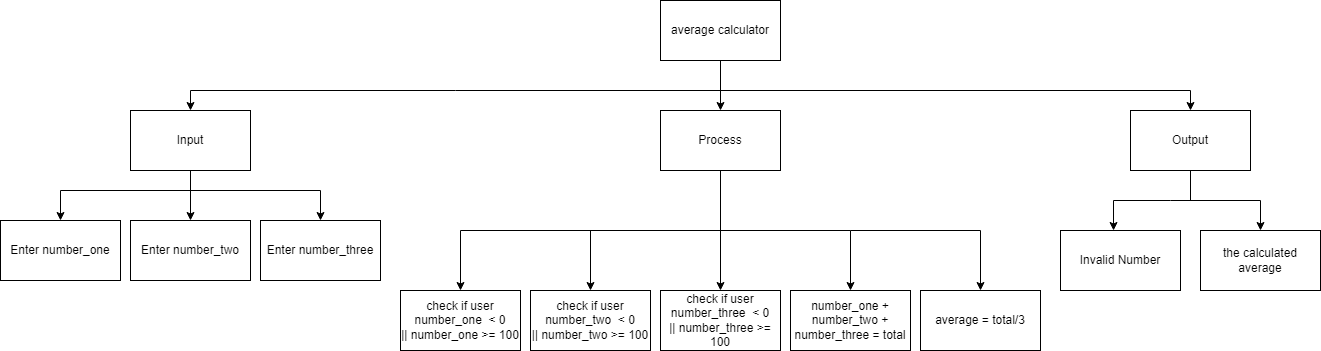 average calculator
Input
Process
Output
Enter number_one
Enter number_two
Enter number_three
Invalid Number
the calculated
average
check if user
number_one < 0
|| number_one >= 100
check if user
number_two < 0
|| number_two >= 100
check if user
number_three < 0
|| number_three >=
100
number_one +
number_two +
number_three = total
average = total/3